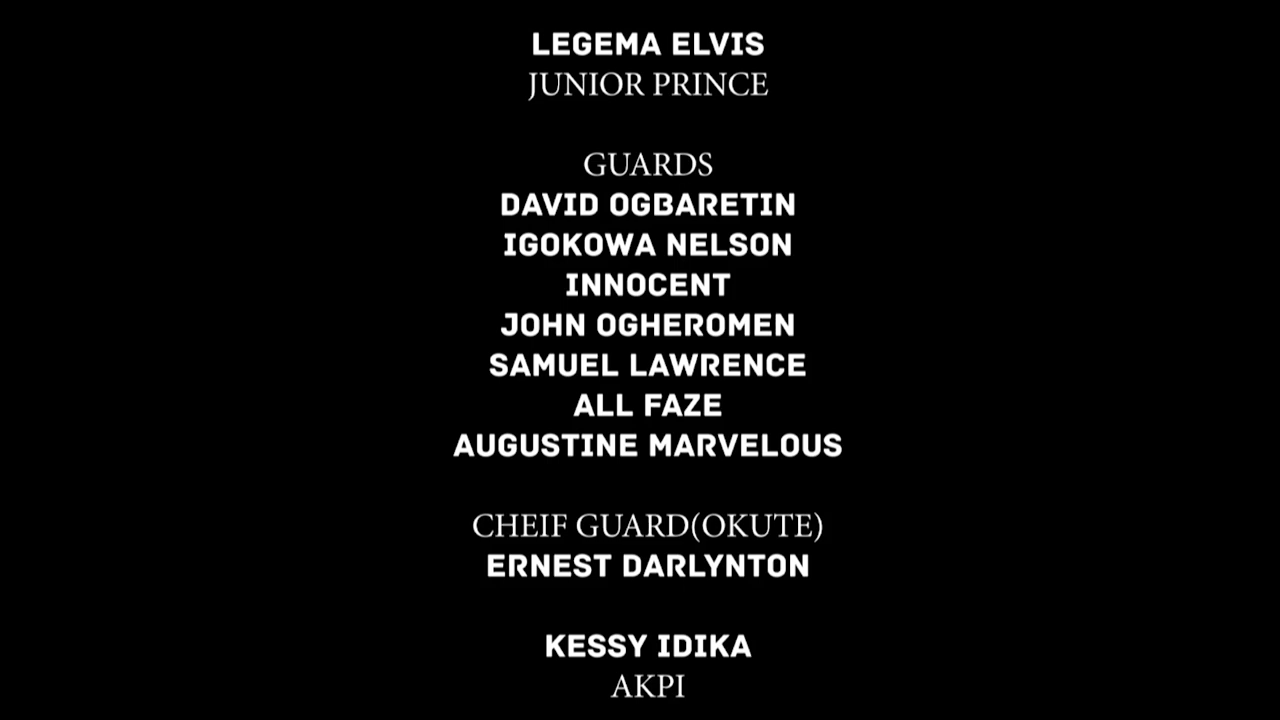 LEGEMA ELVIS
JUNIOR PRINCE
GUARDS
DAVID OGBARETIN
IGOKOWA NELSON
INNOCENT
JOHN OGHEROMEN
SAMUEL LAWRENCE
ALL FAZE
AUGUSTINE MARVELOUS
CHEIF GUARD(OKUTE)
ERNEST DARLYNTON
KESSY IDIKA
AKPI